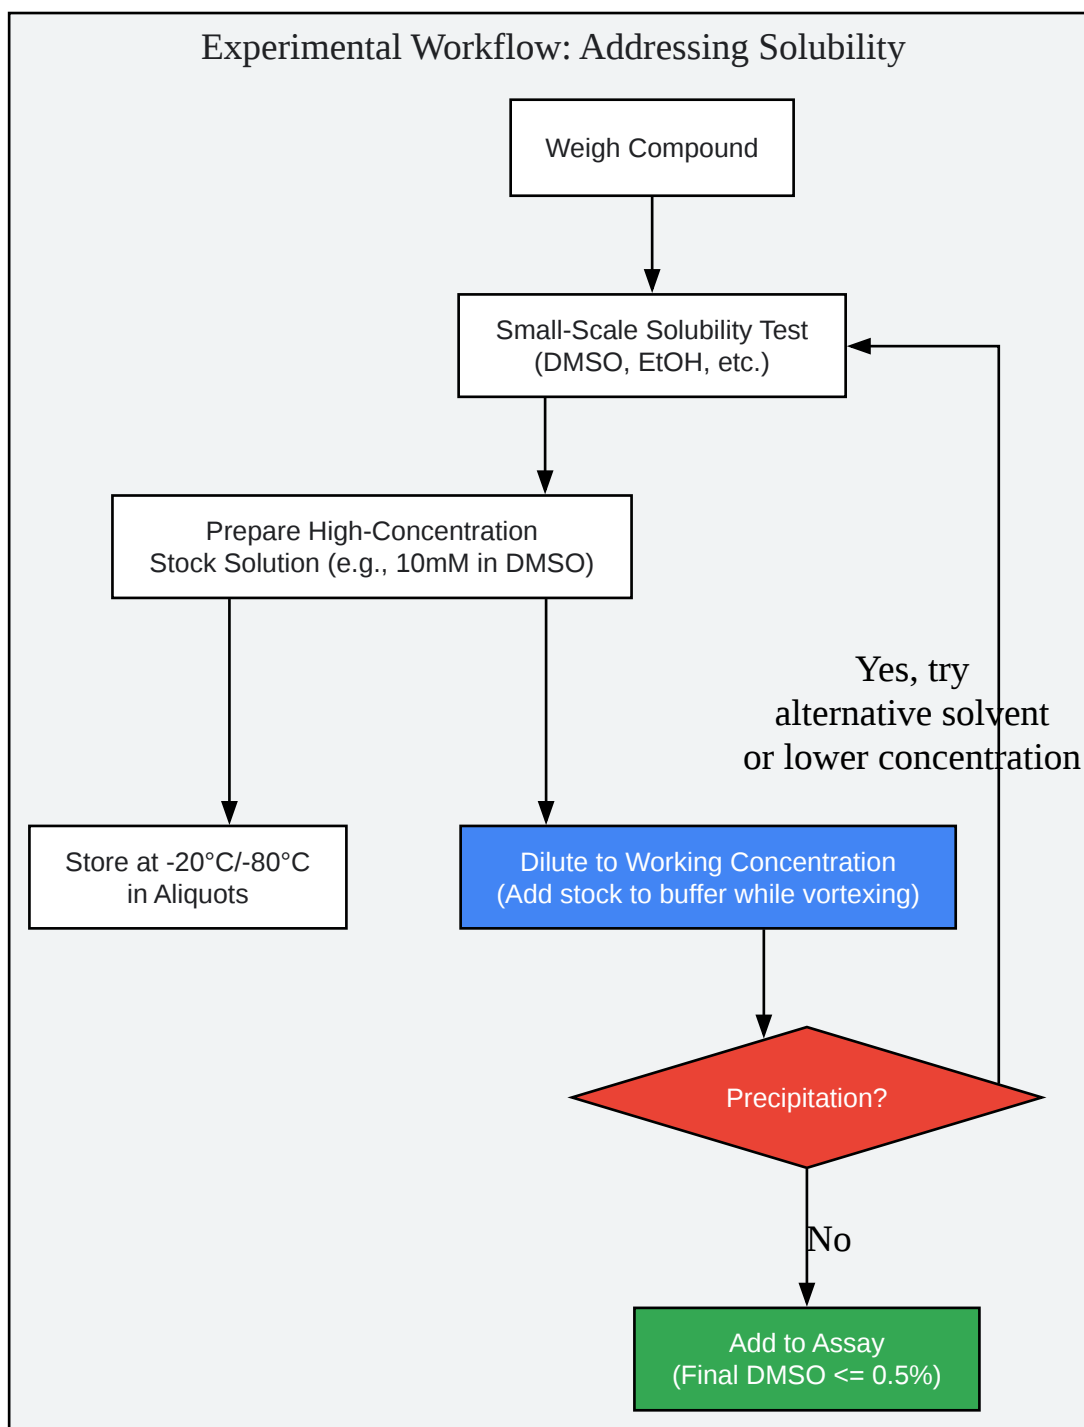 Experimental Workflow: Addressing Solubility
Weigh Compound
Small-Scale Solubility Test
(DMSO, EtOH, etc.)
Prepare High-Concentration
Stock Solution (e.g., 10mM in DMSO)
Yes, try
alternative solvent
or lower concentration
Store at -20°C/-80°C
in Aliquots
Dilute to Working Concentration
(Add stock to buffer while vortexing)
Precipitation?
No
Add to Assay
(Final DMSO <= 0.5%)